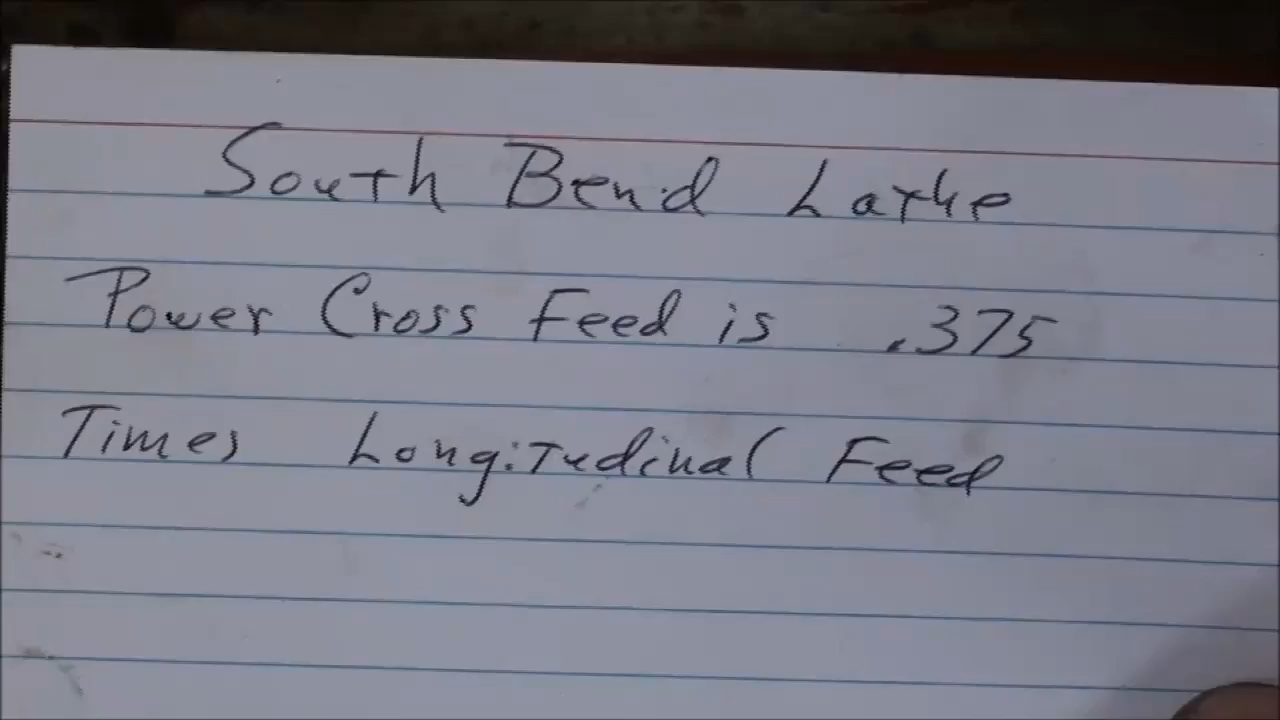 South Bend Lathe
Power Cross Feed is .375
Times Longitudinal Feed